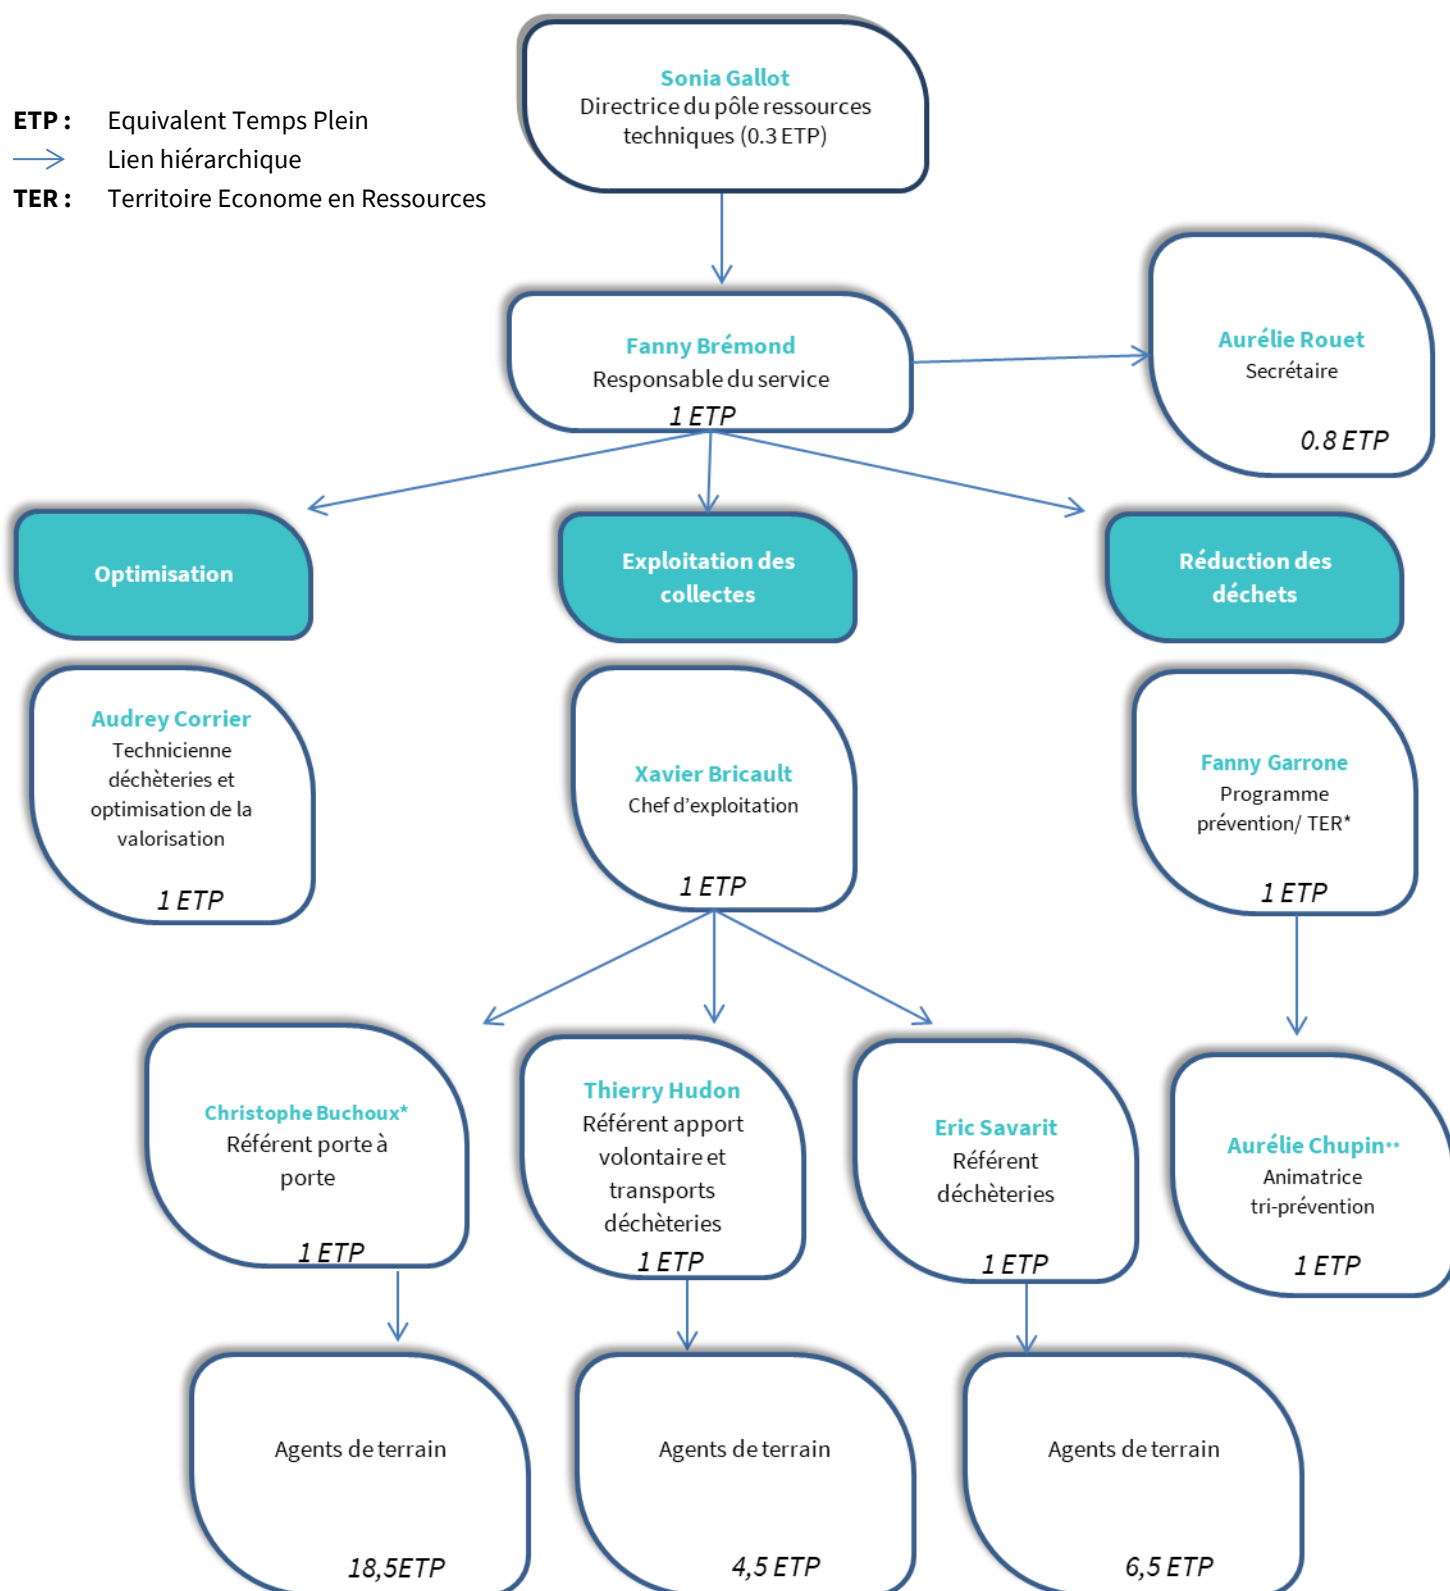 Sonia Gallot
Directrice du pôle ressources
techniques (0.3 ETP)
ETP : Equivalent Temps Plein
Lien hiérarchique
TER : Territoire Econome en Ressources
Fanny Brémond
Responsable du service
1 ETP
Aurélie Rouet
Secrétaire
0.8 ETP
Optimisation
Exploitation des
collectes
Réduction des
déchets
Audrey Corrier
Technicienne
déchèteries et
optimisation de la
valorisation
1 ETP
Xavier Bricault
Chef d’exploitation
1 ETP
Fanny Garrone
Programme
prévention/ TER*
1 ETP
Christophe Buchoux*
Référent porte à
porte
1 ETP
Thierry Hudon
Référent apport
volontaire et
transports
déchèteries
1 ETP
Eric Savarit
Référent
déchèteries
1 ETP
Aurélie Chupin**
Animatrice
tri-prévention
1 ETP
Agents de terrain
18,5ETP
Agents de terrain
4,5 ETP
Agents de terrain
6,5 ETP